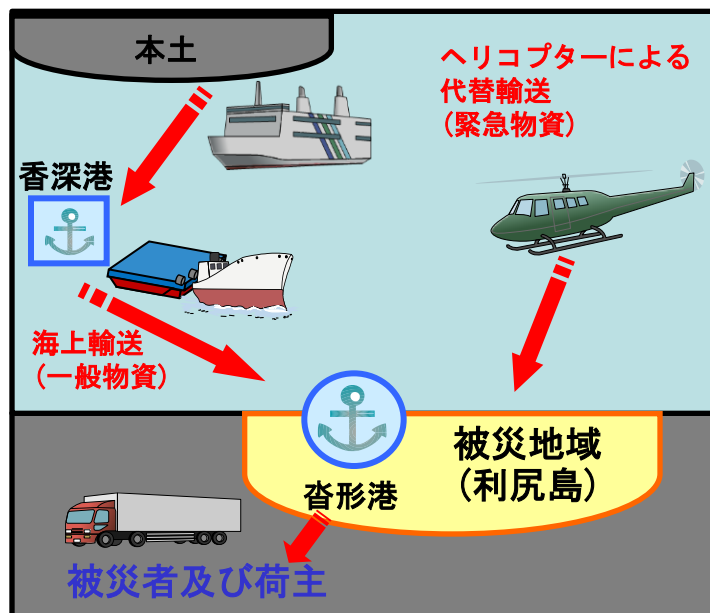 本土
ヘリコプターによる
代替輸送
(緊急物資)
香深港
海上輸送
(一般物資)
被災地域
(利尻島)
沓形港
被災者及び荷主